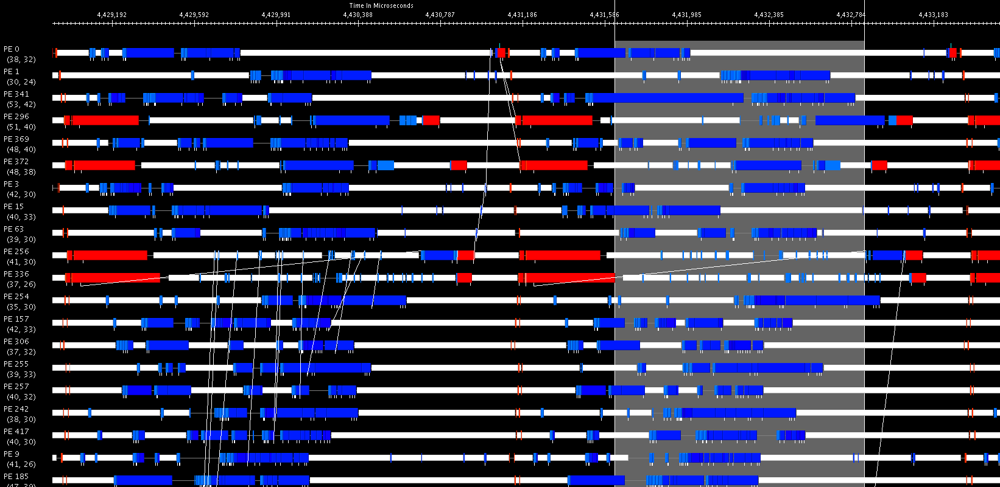 Time In Microseconds
4,429,192 4,429,592 4,429,991 4,430,388 4,430,787 4,431,186 4,431,586 4,431,985 4,432,385 4,432,784 4,433,183
PE 0
(38, 32)
PE 1
(30, 24)
PE 341
(53, 42)
PE 296
(51, 40)
PE 369
(48, 40)
PE 372
(48, 38)
PE 3
(42, 30)
PE 15
(40, 33)
PE 63
(39, 30)
PE 256
(41, 30)
PE 336
(37, 26)
PE 254
(35, 30)
PE 157
(42, 33)
PE 306
(37, 32)
PE 255
(39, 33)
PE 257
(40, 32)
PE 242
(38, 30)
PE 417
(40, 30)
PE 9
(41, 26)
PE 185